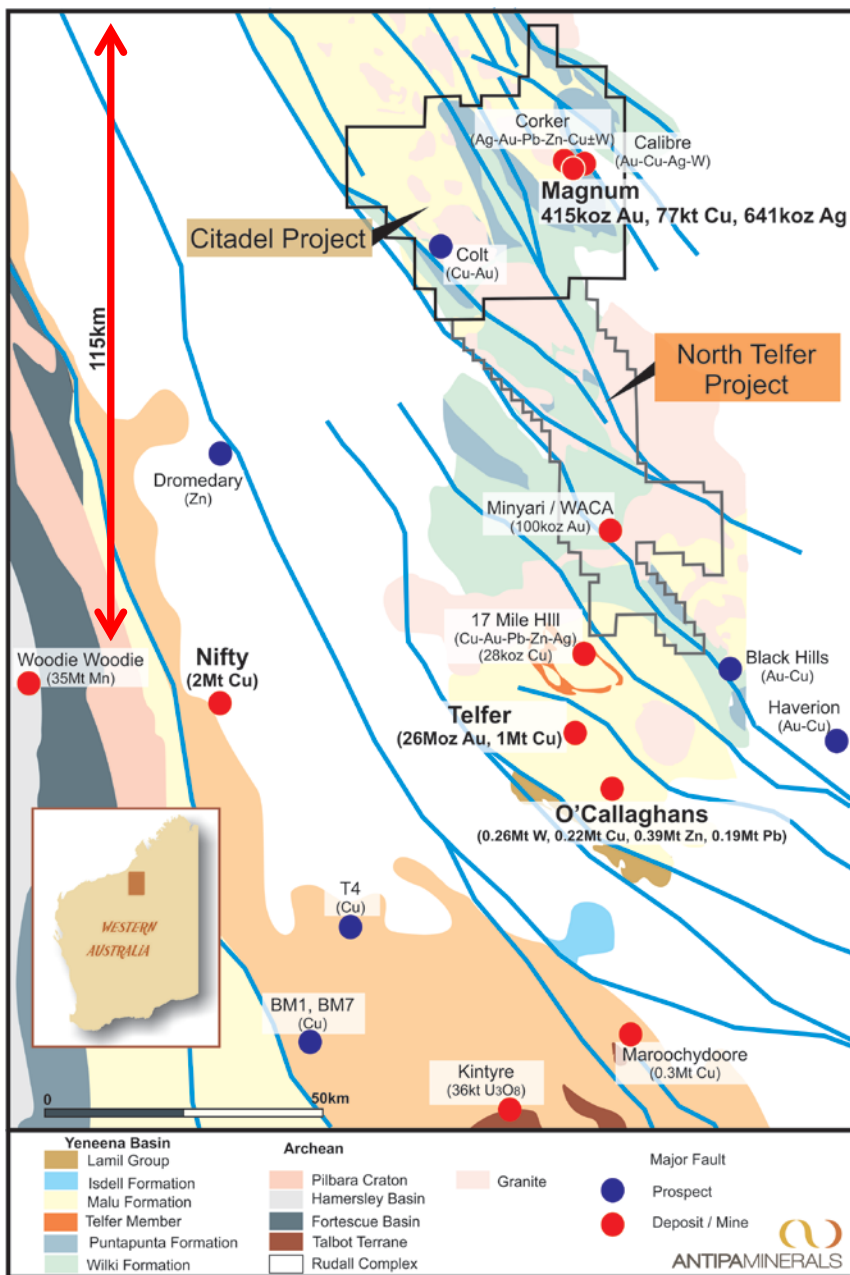 115km
Corker
(Ag-Au-Pb-Zn-Cu±W)
Calibre
(Au-Cu-Ag-W)
Magnum
415koz Au, 77kt Cu, 641koz Ag
Citadel Project
Colt
(Cu-Au)
North Telfer
Project
Dromedary
(Zn)
Minyari / WACA
(100koz Au)
17 Mile HIll
(Cu-Au-Pb-Zn-Ag)
(28koz Cu)
Woodie Woodie
(35Mt Mn)
Nifty
(2Mt Cu)
Black Hills
(Au-Cu)
Haverion
(Au-Cu)
Telfer
(26Moz Au, 1Mt Cu)
O'Callaghans
(0.26Mt W, 0.22Mt Cu, 0.39Mt Zn, 0.19Mt Pb)
WESTERN
AUSTRALIA
T4
(Cu)
BM1, BM7
(Cu)
Kintyre
(36kt U3O8)
Maroochydoore
(0.3Mt Cu)
0 50km
Yeneena Basin
Lamil Group
Isdell Formation
Malu Formation
Telfer Member
Puntapunta Formation
Wilki Formation
Archean
Pilbara Craton
Hamersley Basin
Fortescue Basin
Talbot Terrane
Rudall Complex
Granite
Major Fault
Prospect
Deposit / Mine
ANTIPAMINERALS